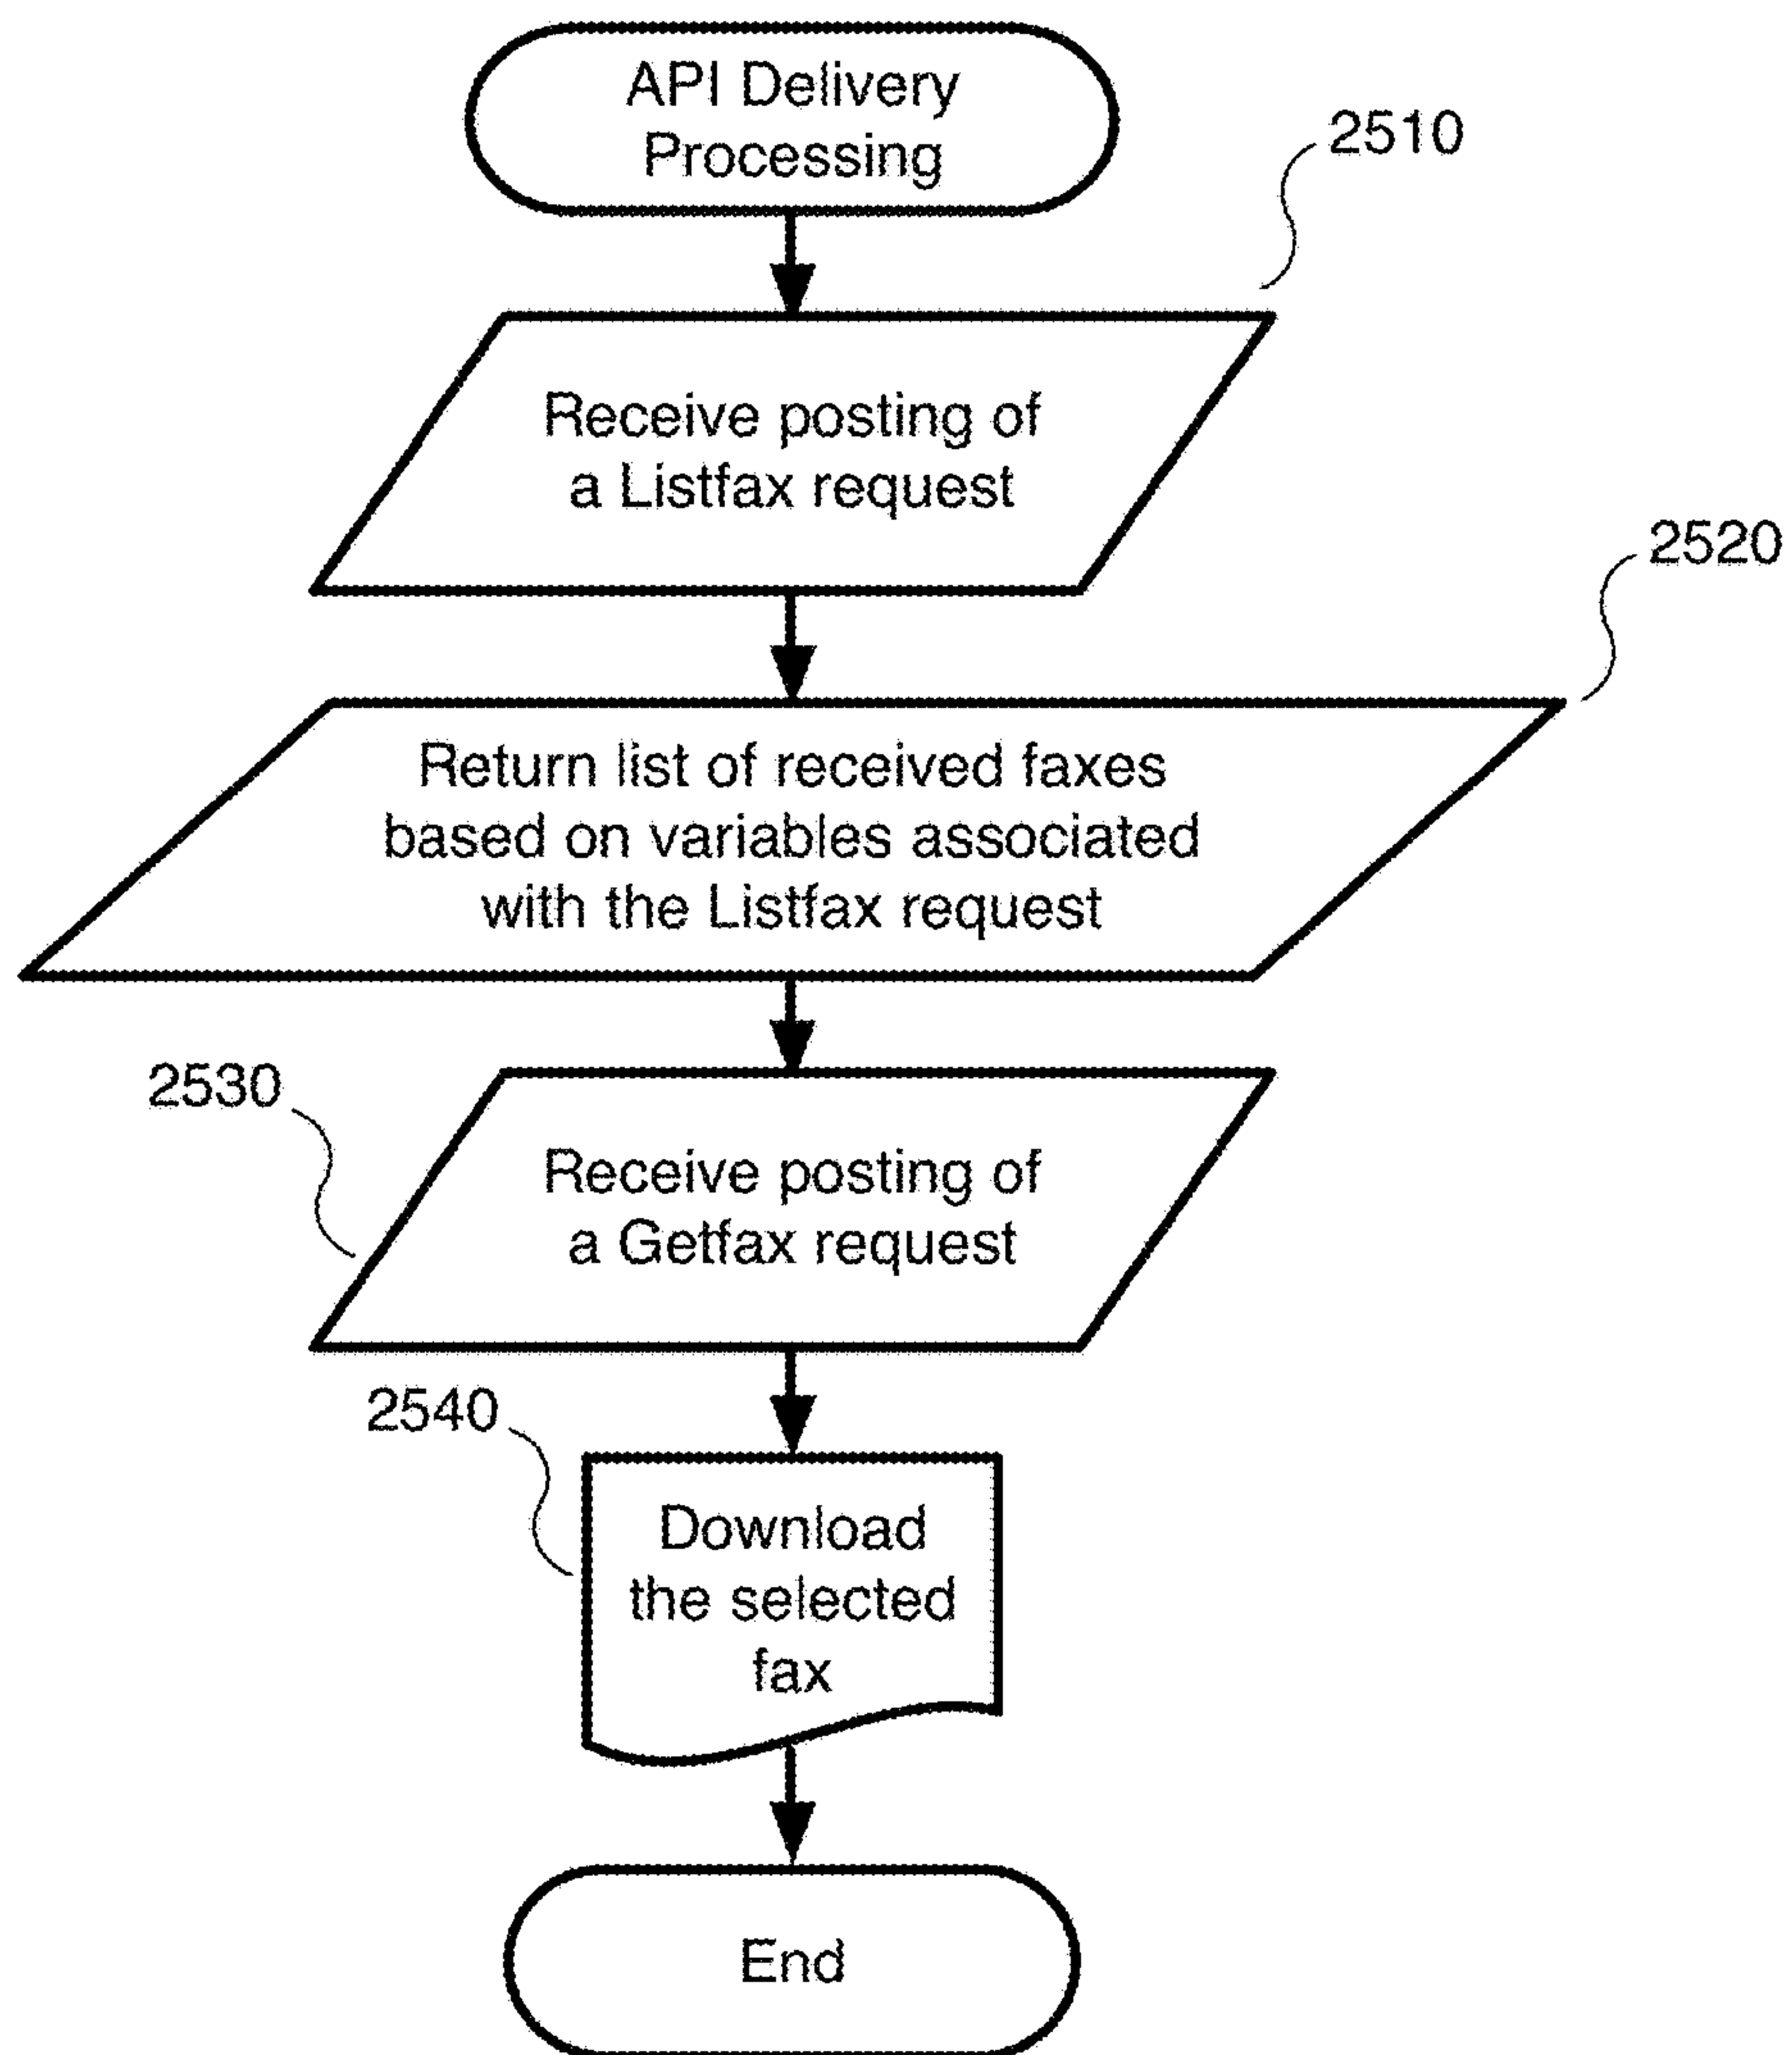 API Delivery
Processing
2510
Receive posting of
a Listfax request
2520
Return list of received faxes
based on variables associated
with the Listfax request
2530
Receive posting of
a Getfax request
2540
Download
the selected
fax
End